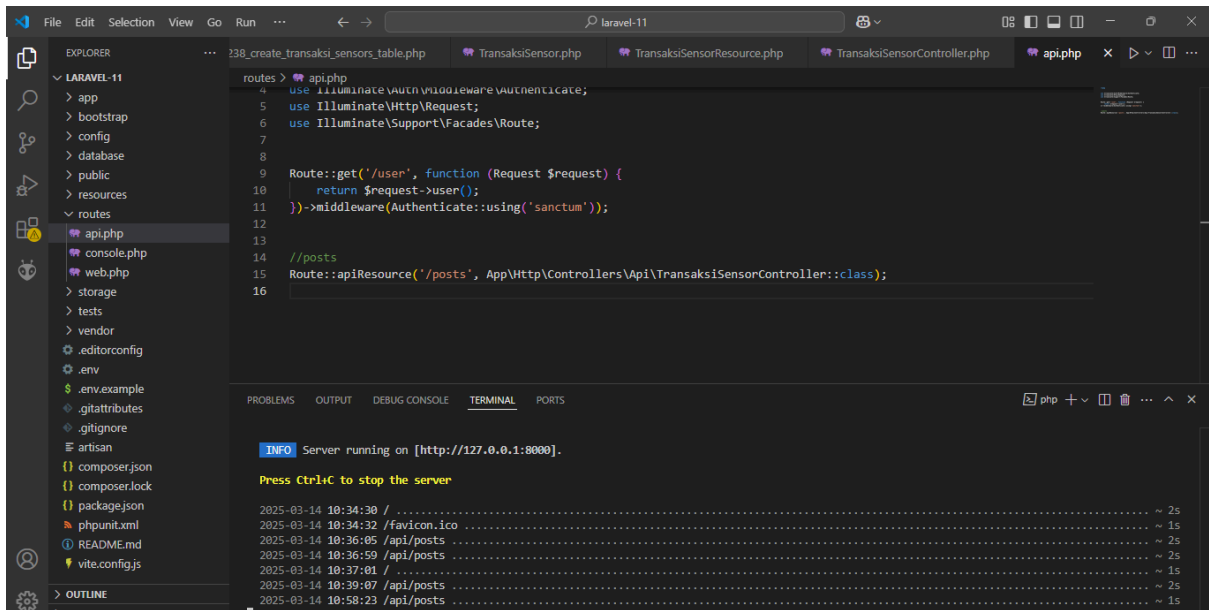 File Edit Selection View Go Run ··· ← → laravel-11
EXPLORER ···
LARAVEL-11
> app
> bootstrap
> config
> database
> public
> resources
routes
api.php
console.php
web.php
> storage
> tests
> vendor
.editorconfig
.env
$ .env.example
.gitattributes
.gitignore
artisan
{} composer.json
{} composer.lock
{} package.json
phpunit.xml
README.md
vite.config.js
> OUTLINE
238_create_transaksi_sensors_table.php TransaksiSensor.php TransaksiSensorResource.php TransaksiSensorController.php api.php
routes > api.php
4 use Illuminate\Auth\Middleware\Authenticate;
5 use Illuminate\Http\Request;
6 use Illuminate\Support\Facades\Route;
7
8
9 Route::get('/user', function (Request $request) {
10 return $request->user();
11 })->middleware(Authenticate::using('sanctum'));
12
13
14 //posts
15 Route::apiResource('/posts', App\Http\Controllers\Api\TransaksiSensorController::class);
16
PROBLEMS OUTPUT DEBUG CONSOLE TERMINAL PORTS php
INFO Server running on [http://127.0.0.1:8000].
Press Ctrl+C to stop the server
2025-03-14 10:34:30 / ........ ~ 2s
2025-03-14 10:34:32 /favicon.ico ........ ~ 1s
2025-03-14 10:36:05 /api/posts ........ ~ 2s
2025-03-14 10:36:59 /api/posts ........ ~ 2s
2025-03-14 10:37:01 / ........ ~ 1s
2025-03-14 10:39:07 /api/posts ........ ~ 2s
2025-03-14 10:58:23 /api/posts ........ ~ 1s